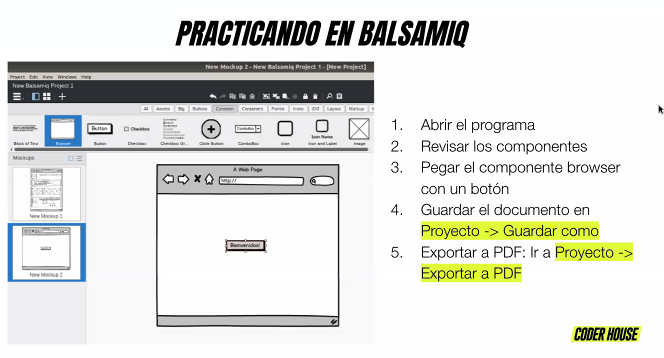 PRACTICANDO EN BALSAMIQ
New Mockup 2 - New Balsamiq Project 1 - [New Project]
Project Edit View Windows Help
New Balsamiq Project 1
All Assets Big Buttons Common Containers Forms Icons iOS Layout Markup
Button
Checkbox
ComboBox
Icon Name
Block of Text Browser Button Checkbox Checkbox Gr... Circle Button ComboBox Icon Icon and Label Image
Mockups
New Mockup 1
New Mockup 2
A Web Page
http://
Bienvenidos!
1. Abrir el programa
2. Revisar los componentes
3. Pegar el componente browser
con un botón
4. Guardar el documento en
Proyecto -> Guardar como
5. Exportar a PDF: Ir a Proyecto ->
Exportar a PDF
CODER HOUSE